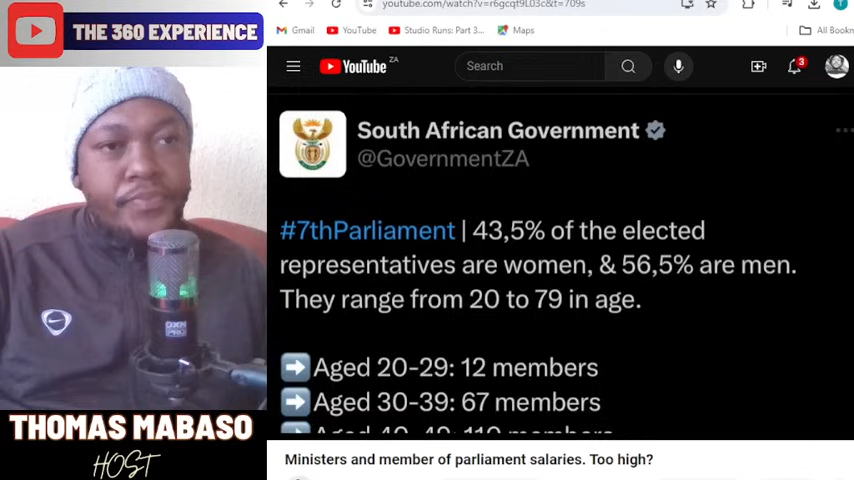 THE 360 EXPERIENCE
youtube.com/watch?v=r6gcqt9L03c&t=709s
Gmail
YouTube
Studio Runs: Part 3...
Maps
All Bookm
YouTube ZA
Search
3
South African Government
@GovernmentZA
#7thParliament | 43,5% of the elected
representatives are women, & 56,5% are men.
They range from 20 to 79 in age.
Aged 20-29: 12 members
Aged 30-39: 67 members
THOMAS MABASO
HOST
Ministers and member of parliament salaries. Too high?